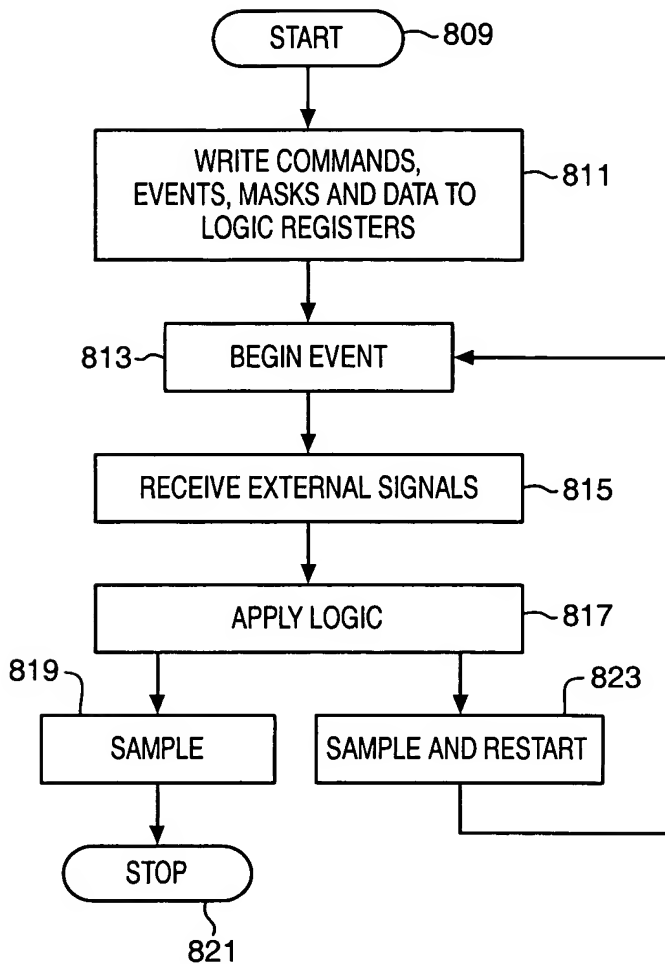 START
809
WRITE COMMANDS,
EVENTS, MASKS AND DATA TO
LOGIC REGISTERS
811
813
BEGIN EVENT
RECEIVE EXTERNAL SIGNALS
815
APPLY LOGIC
817
819
823
SAMPLE
SAMPLE AND RESTART
STOP
821